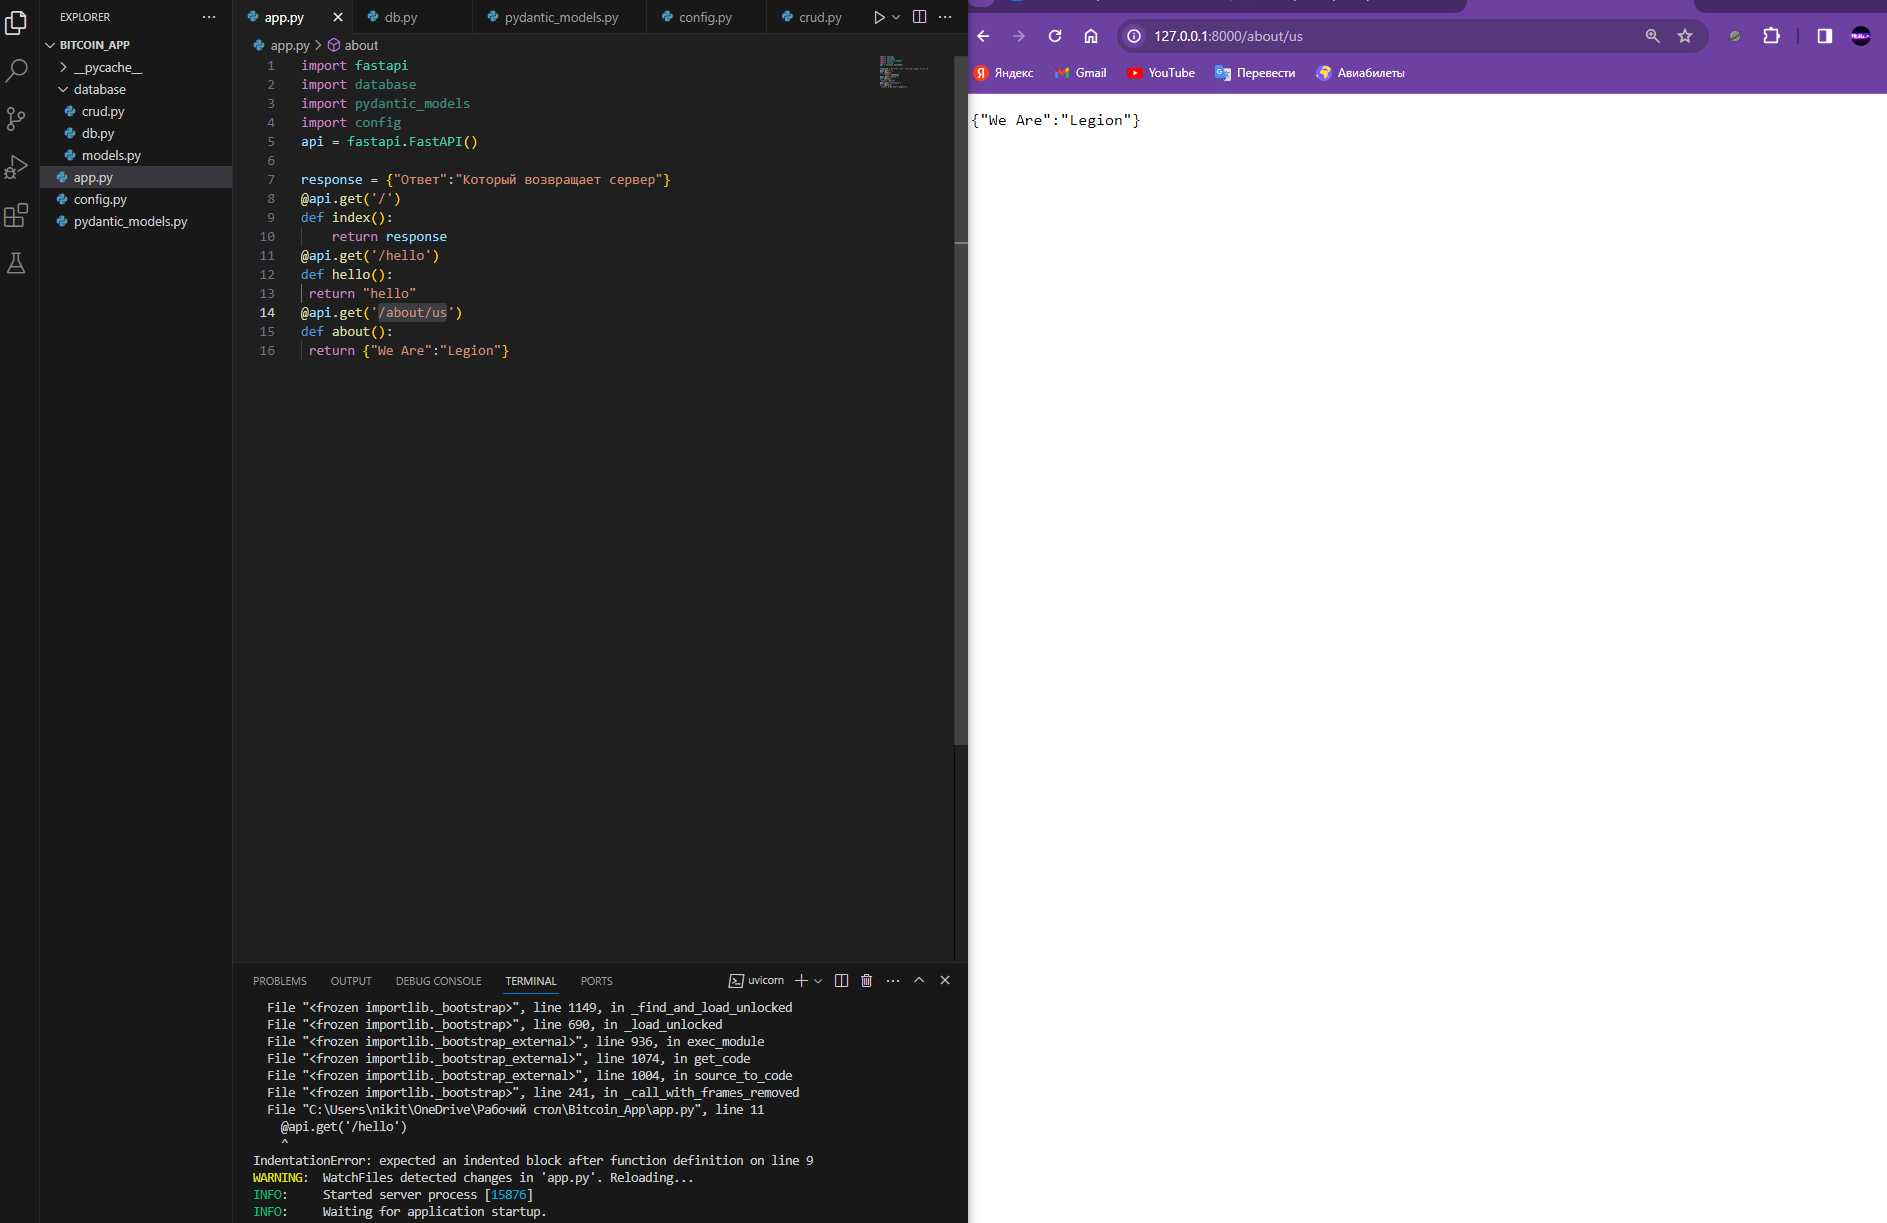 EXPLORER
BITCOIN_APP
__pycache__
database
crud.py
db.py
models.py
app.py
config.py
pydantic_models.py
app.py
db.py
pydantic_models.py
config.py
crud.py
app.py > about
1 import fastapi
2 import database
3 import pydantic_models
4 import config
5 api = fastapi.FastAPI()
6
7 response = {"Ответ":"Который возвращает сервер"}
8 @api.get('/')
9 def index():
10     return response
11 @api.get('/hello')
12 def hello():
13  return "hello"
14 @api.get('/about/us')
15 def about():
16  return {"We Are":"Legion"}
PROBLEMS OUTPUT DEBUG CONSOLE TERMINAL PORTS
uvicorn
File "<frozen importlib._bootstrap>", line 1149, in _find_and_load_unlocked
File "<frozen importlib._bootstrap>", line 690, in _load_unlocked
File "<frozen importlib._bootstrap_external>", line 936, in exec_module
File "<frozen importlib._bootstrap_external>", line 1074, in get_code
File "<frozen importlib._bootstrap_external>", line 1004, in source_to_code
File "<frozen importlib._bootstrap>", line 241, in _call_with_frames_removed
File "C:\Users\nikit\OneDrive\Рабочий стол\Bitcoin_App\app.py", line 11
@api.get('/hello')
^
IndentationError: expected an indented block after function definition on line 9
WARNING:  WatchFiles detected changes in 'app.py'. Reloading...
INFO:     Started server process [15876]
INFO:     Waiting for application startup.
127.0.0.1:8000/about/us
Яндекс Gmail YouTube Перевести Авиабилеты
{"We Are":"Legion"}